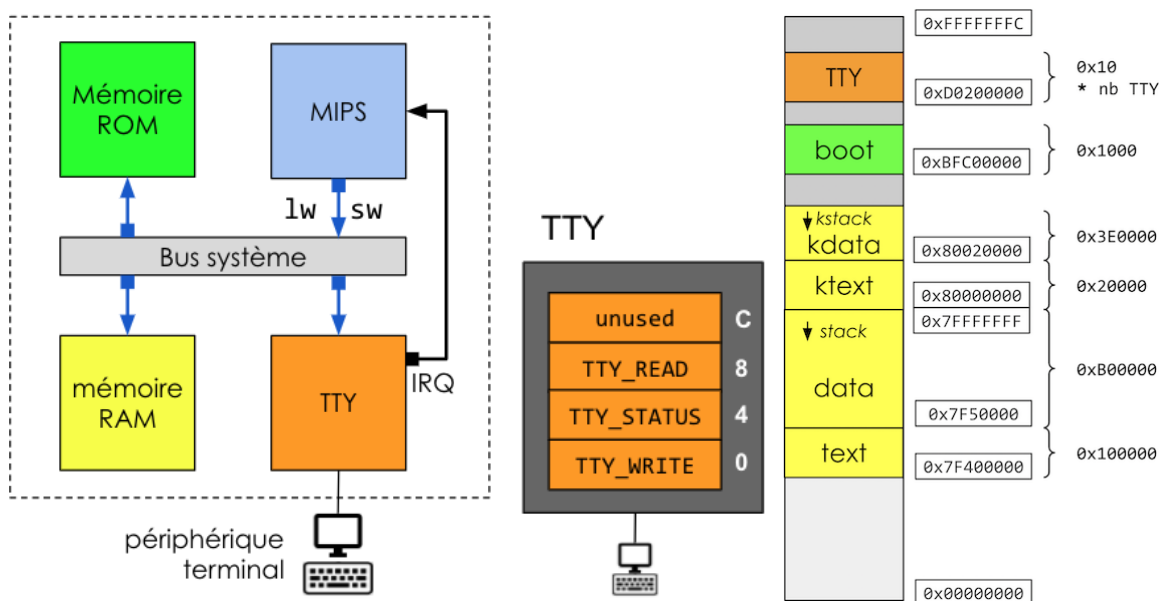 Mémoire
ROM
MIPS
lw sw
Bus système
mémoire
RAM
TTY
IRQ
périphérique
terminal
TTY
unused C
TTY_READ 8
TTY_STATUS 4
TTY_WRITE 0
0xFFFFFFFC
TTY
0xD0200000
0x10
* nb TTY
boot
0xBFC00000
0x1000
kstack
kdata
0x80020000
0x3E0000
ktext
0x80000000
0x20000
0x7FFFFFFF
stack
data
0x7F50000
0xB00000
text
0x7F400000
0x100000
0x00000000